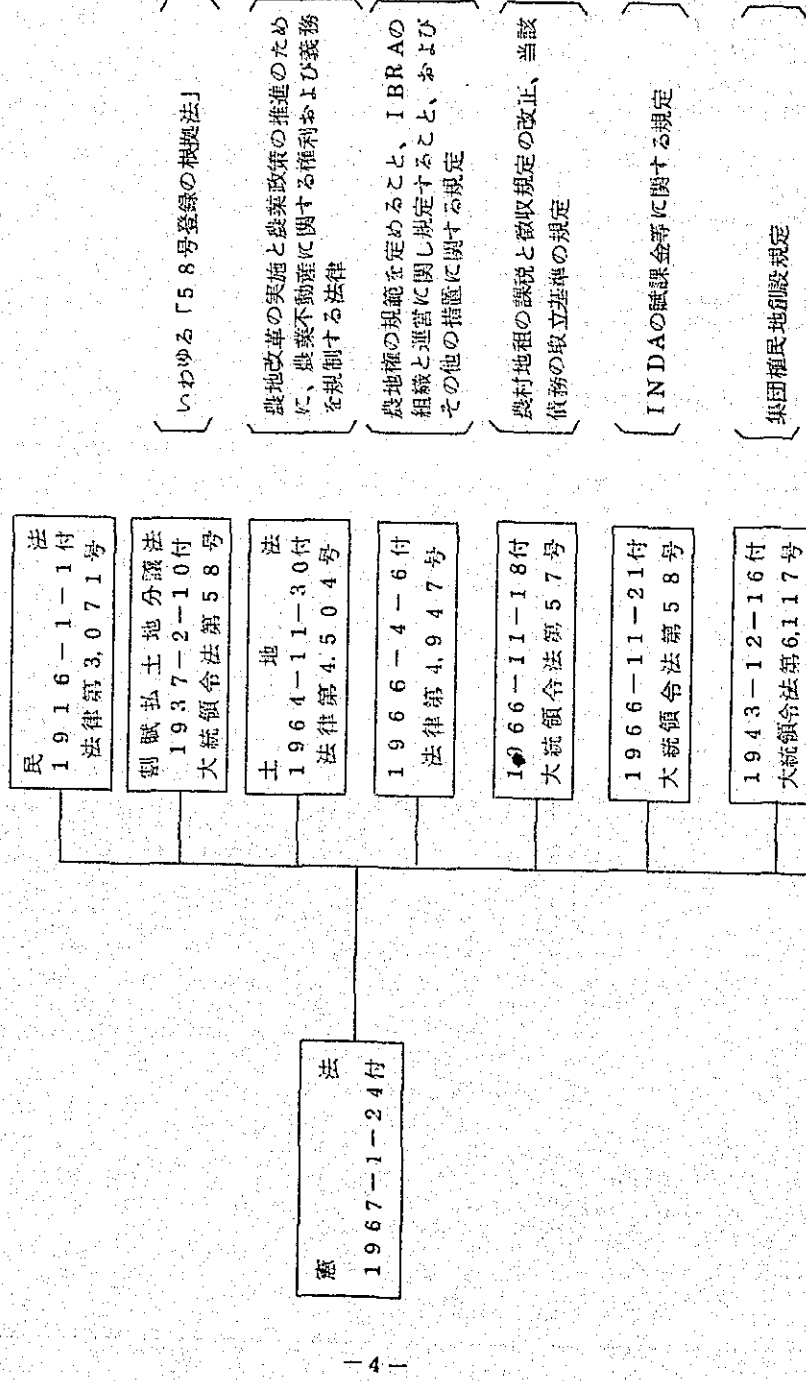 憲法
1967-1-24付
民法
1916-1-1付
法律第3,071号
割賦払土地分譲法
1937-2-10付
大統領令法第58号
いわゆる「58号登録の根拠法」
土地法
1964-11-30付
法律第4,504号
農地改革の実施と農業政策の推進のため
に、農業不動産に関する権利および義務
を規制する法律
1966-4-6付
法律第4,947号
農地権の規範を定めること、IBRAの
組織と運営に関し規定すること、および
その他の措置に関する規定
1966-11-18付
大統領令法第57号
農村地租の課税と徴収規定の改正、当該
債務の取立基準の規定
1966-11-21付
大統領令法第58号
INDAの賦課金等に関する規定
1943-12-16付
大統領令法第6,117号
集団植民地創設規定
-4-